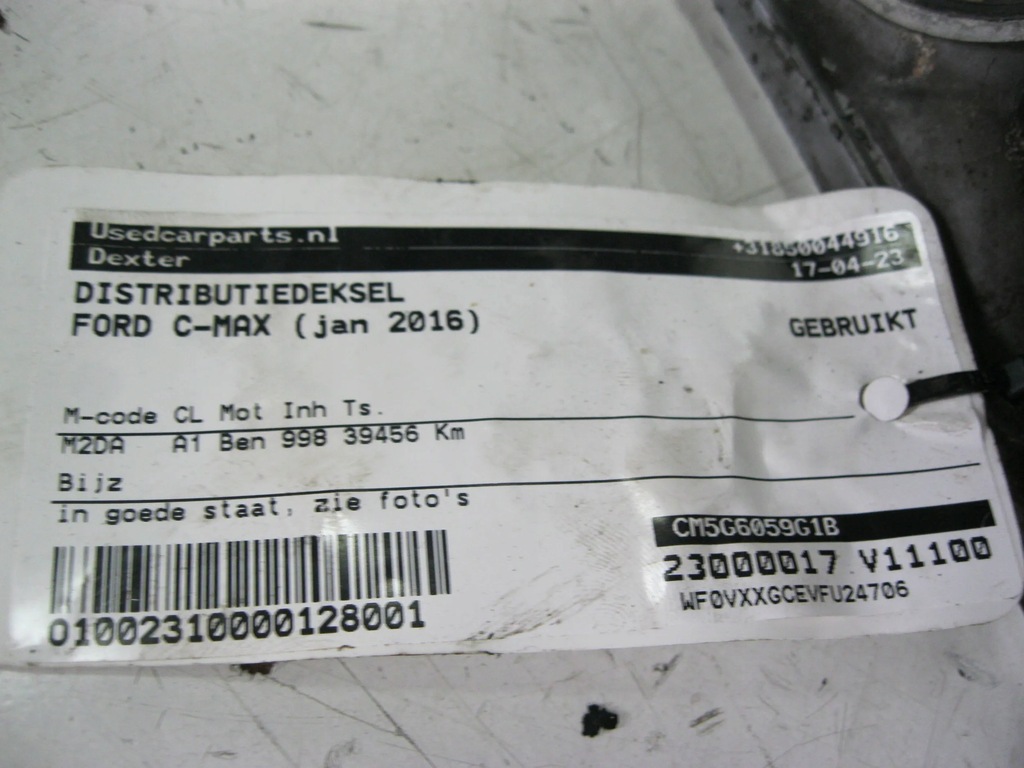 Usedcarparts.nl +31850044916
Dexter 17-04-23
DISTRIBUTIEDEKSEL
FORD C-MAX (jan 2016) GEBRUIKT
M-code CL Mot Inh Ts.
M2DA A1 Ben 998 39456 Km
Bijz
in goede staat, zie foto's
CM5G6059G1B
23000017 V11100
WF0VXXGCEVFU24706
01002310000128001